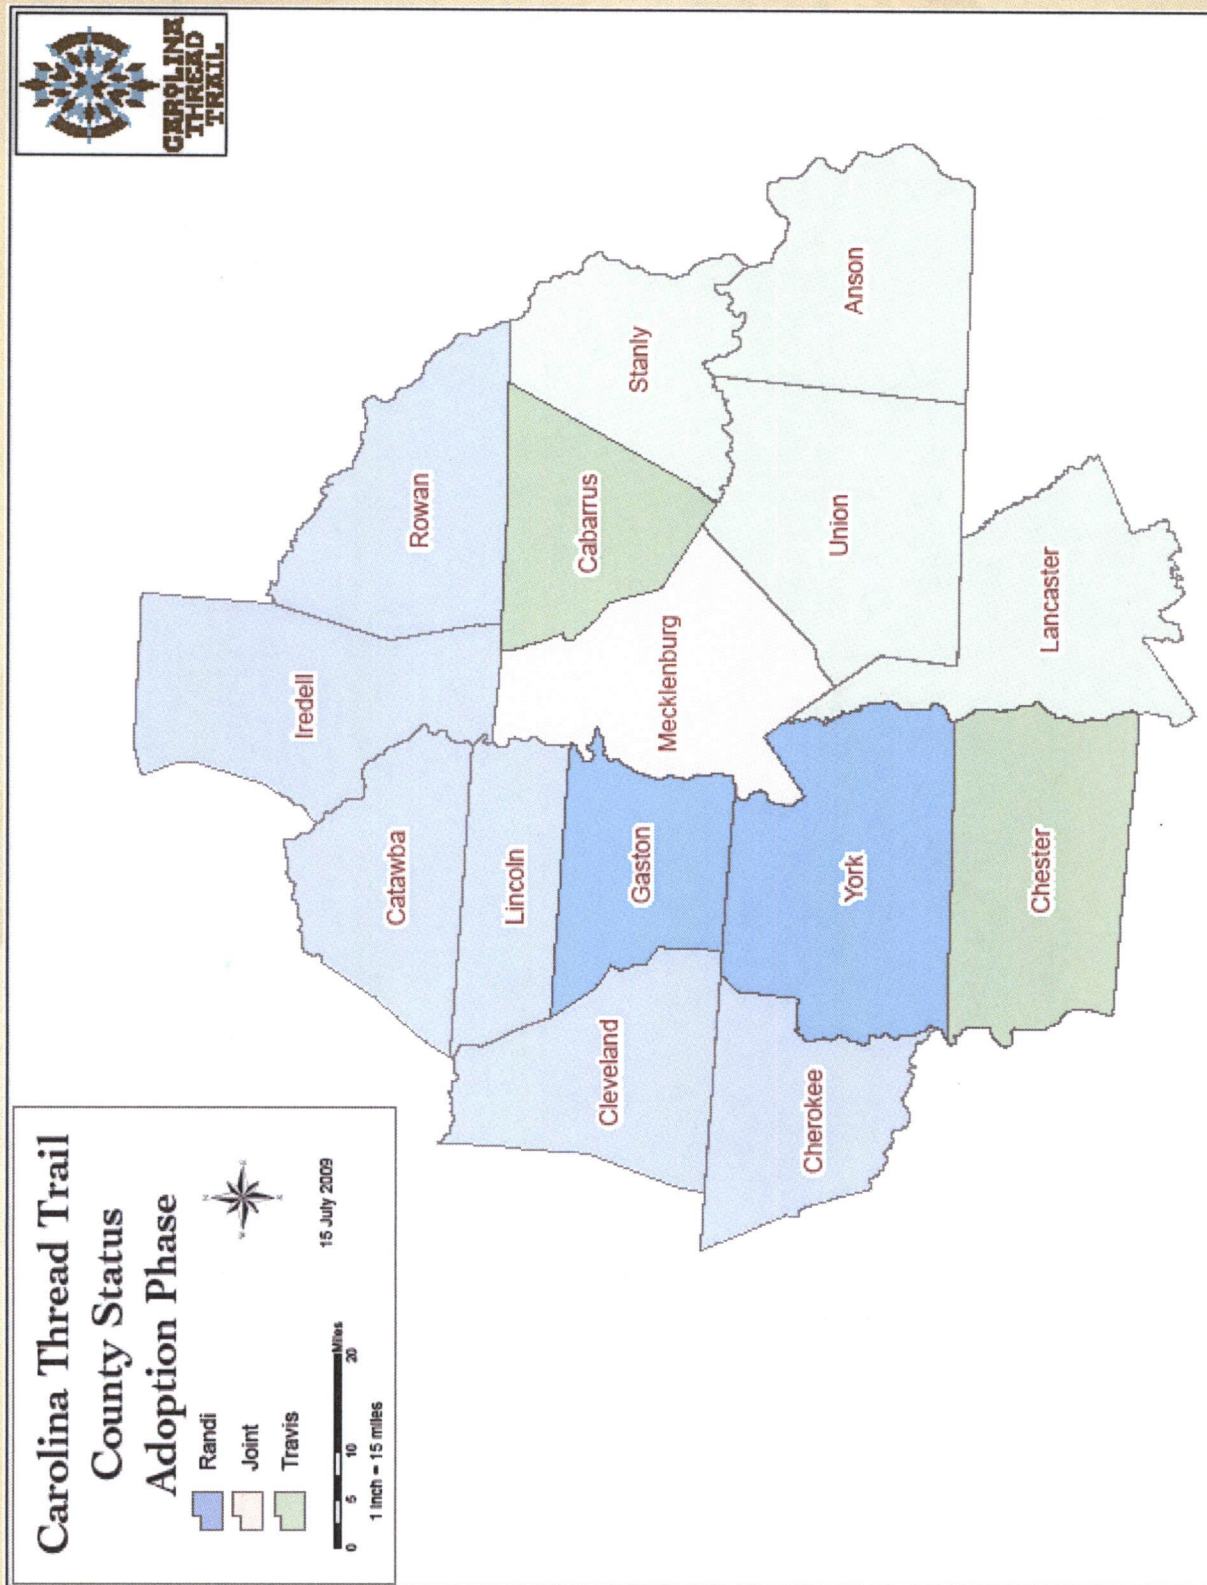 Carolina Thread Trail
County Status
Adoption Phase
Randi
Joint
Travis
0 5 10 20
Miles
1 inch = 15 miles
15 July 2009
CAROLINA
THREAD
TRAIL
Iredell
Rowan
Catawba
Lincoln
Cabarrus
Stanly
Gaston
Mecklenburg
Cleveland
Union
Anson
York
Cherokee
Lancaster
Chester